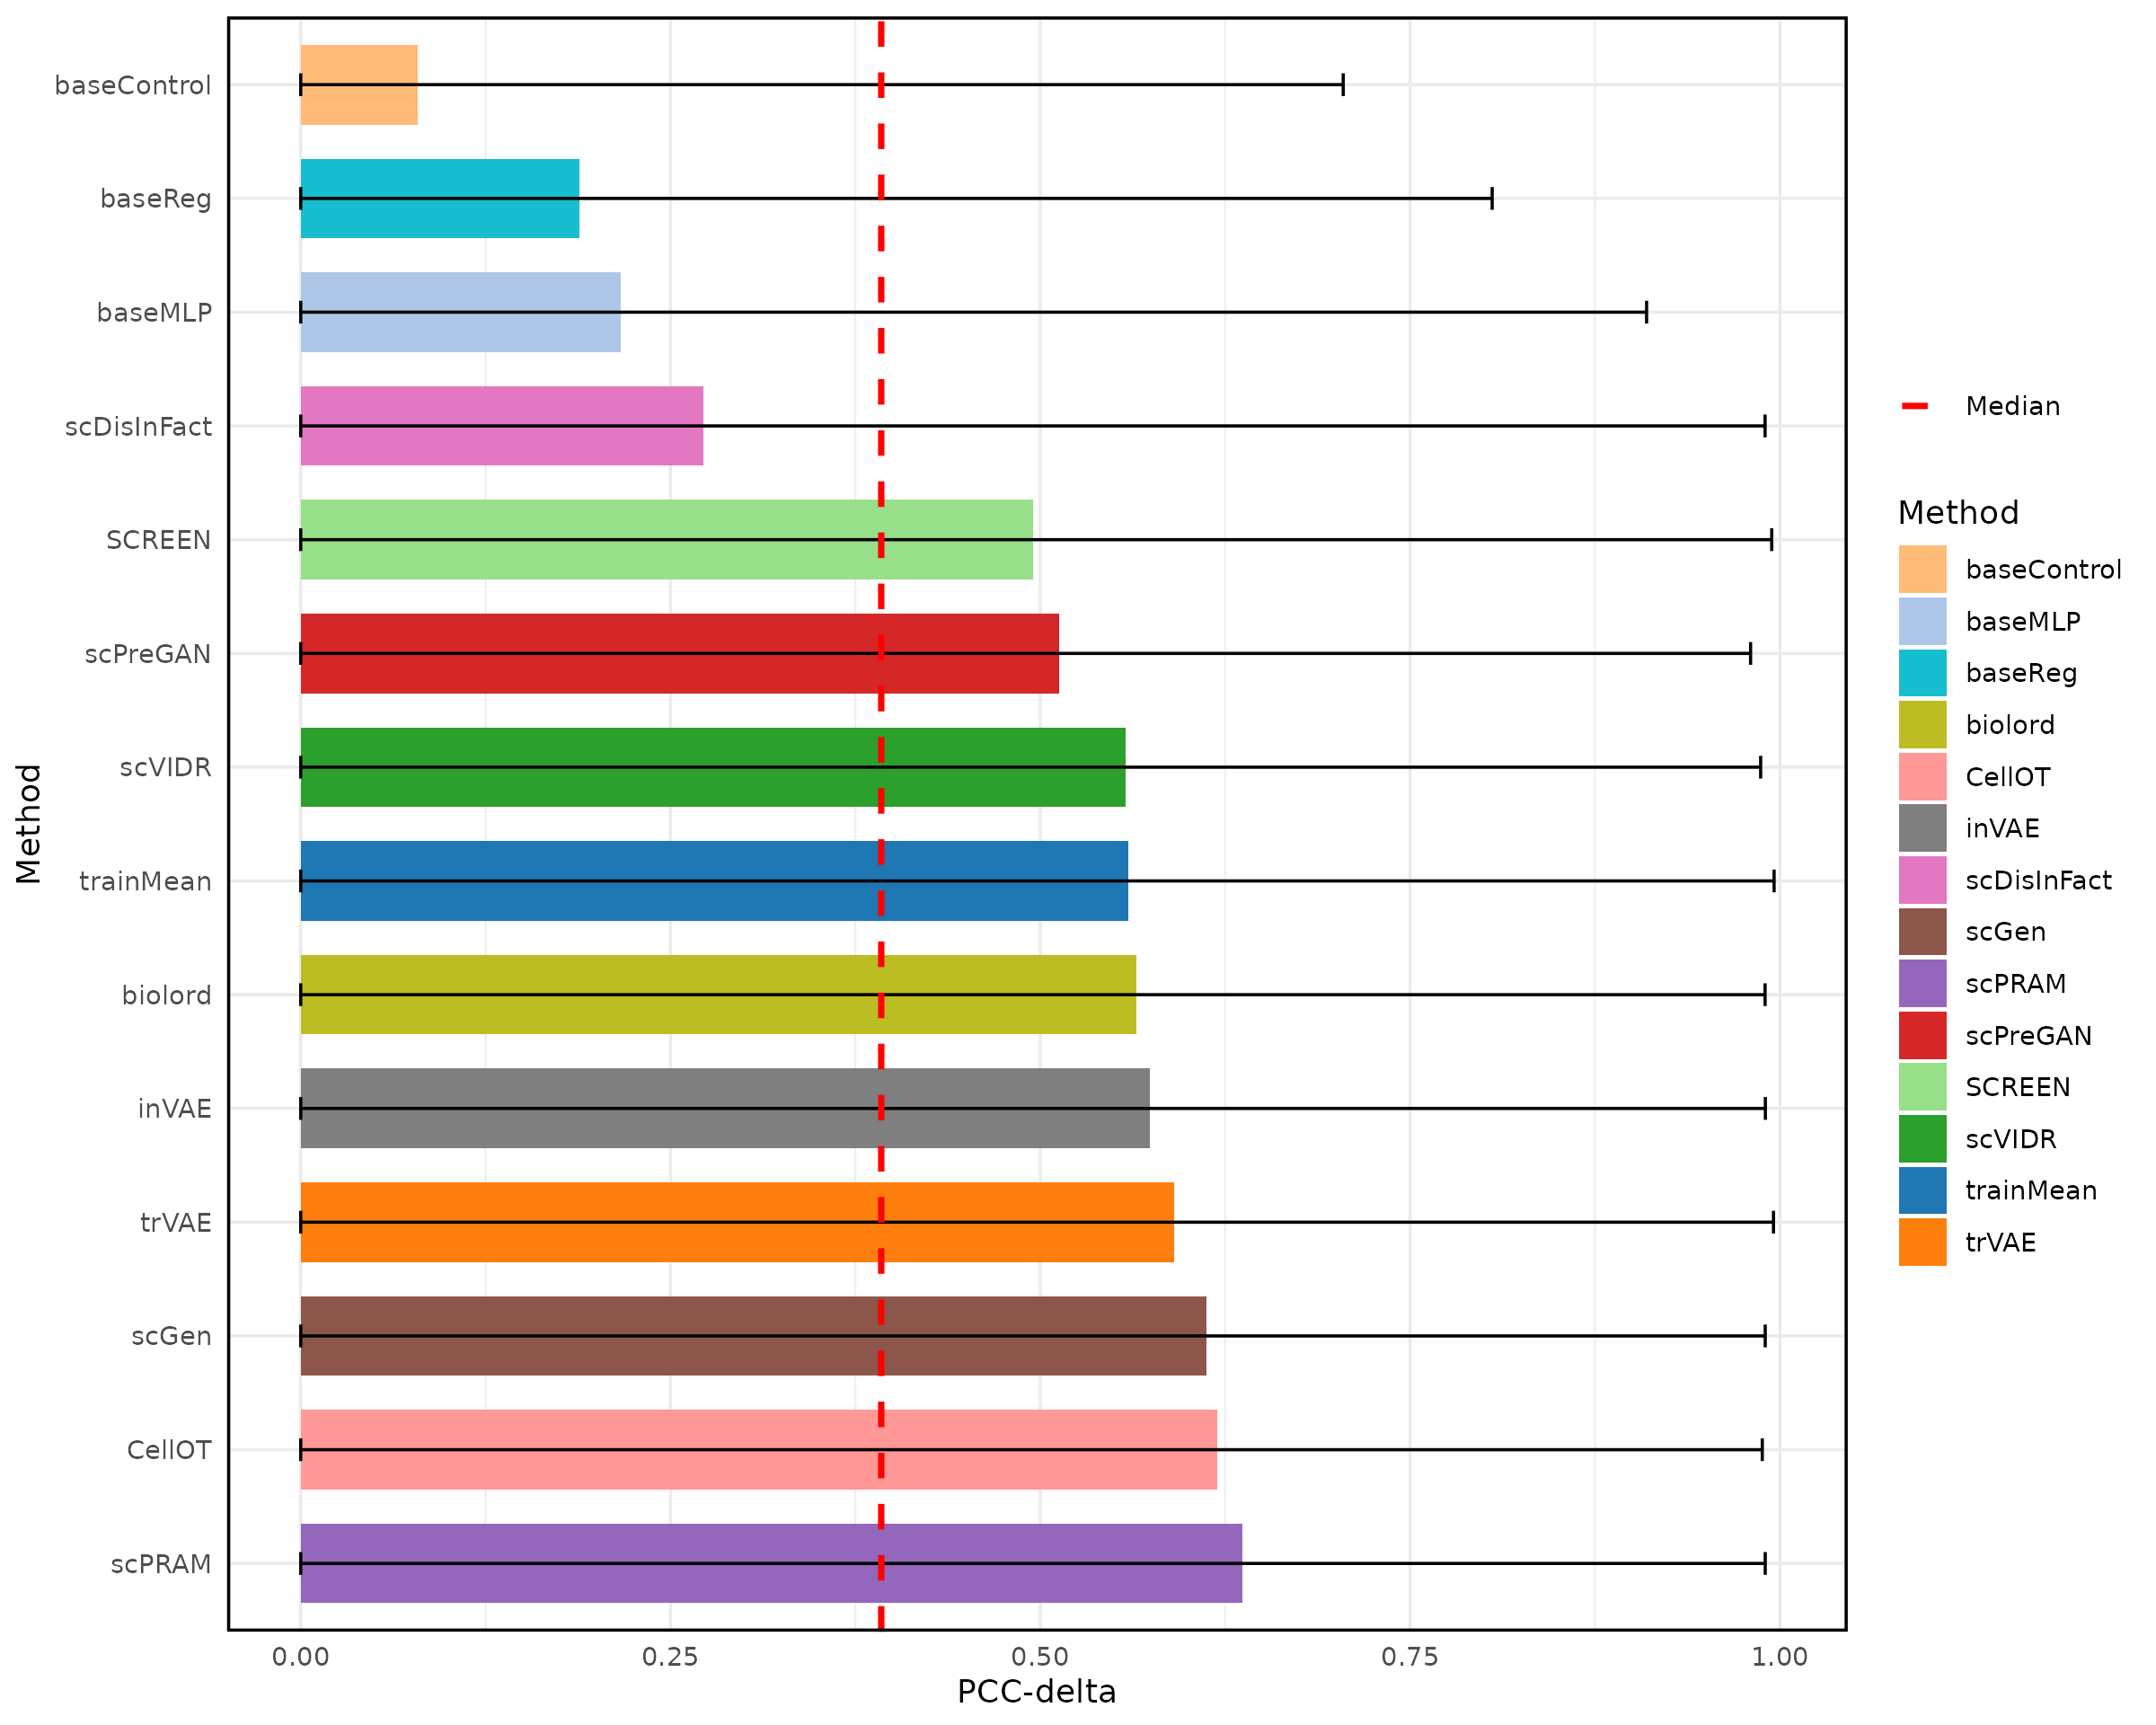 baseControl
baseReg
baseMLP
scDisInFact
SCREEN
scPreGAN
scVIDR
trainMean
biolord
inVAE
trVAE
scGen
CellOT
scPRAM
Method
0.00 0.25 0.50 0.75 1.00
PCC-delta
Median
Method
baseControl
baseMLP
baseReg
biolord
CellOT
inVAE
scDisInFact
scGen
scPRAM
scPreGAN
SCREEN
scVIDR
trainMean
trVAE